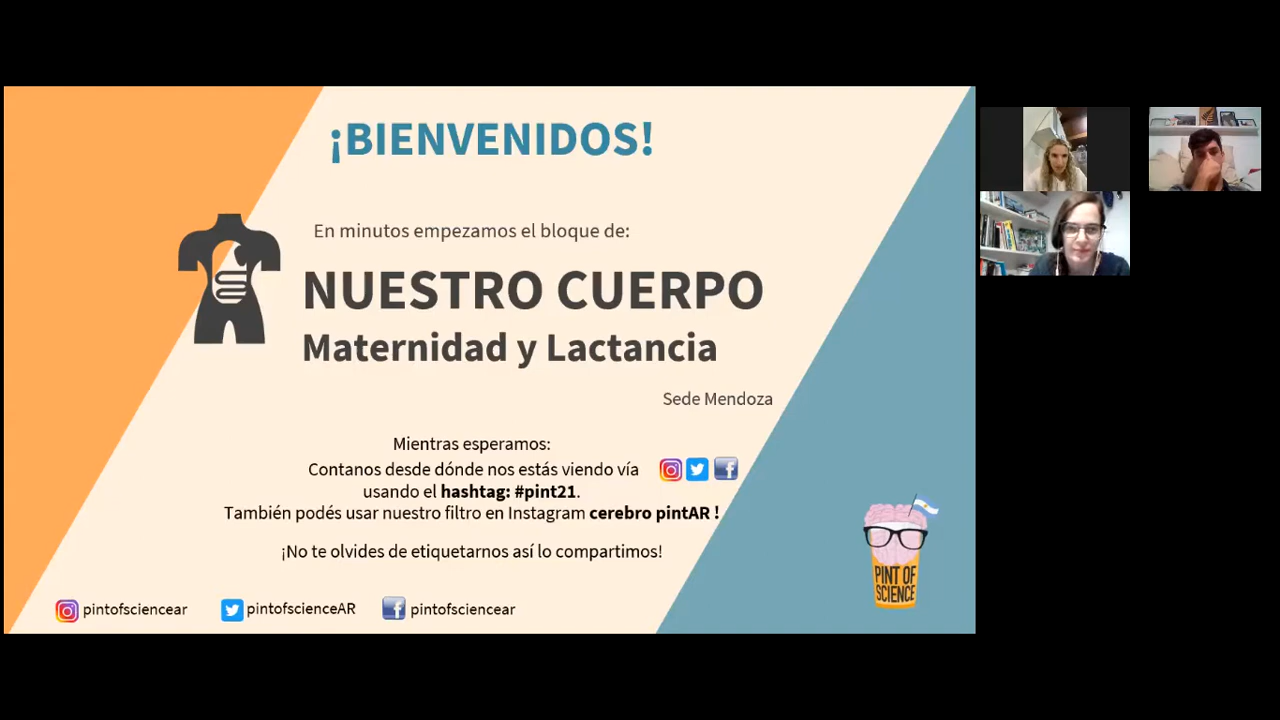 ¡BIENVENIDOS!
En minutos empezamos el bloque de:
NUESTRO CUERPO
Maternidad y Lactancia
Sede Mendoza
Mientras esperamos:
Contanos desde dónde nos estás viendo vía
usando el hashtag: #pint21.
También podés usar nuestro filtro en Instagram cerebro pintAR !
¡No te olvides de etiquetarnos así lo compartimos!
pintofsciencear
pintofscienceAR
pintofsciencear
PINT OF
SCIENCE